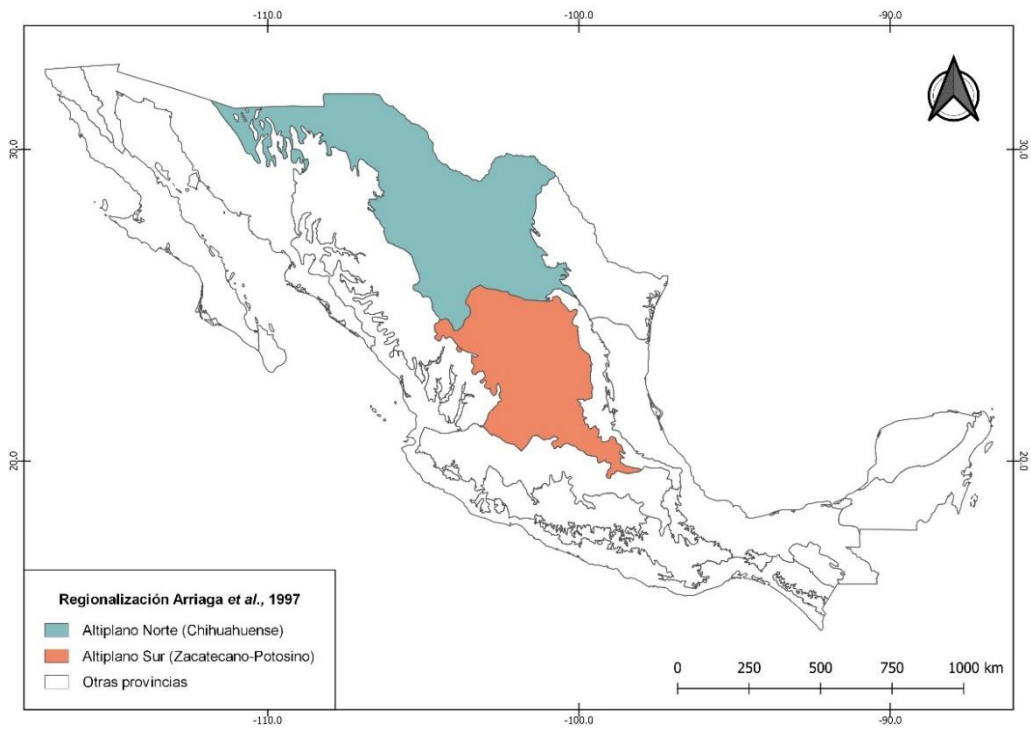 -110.0 -100.0 -90.0
30.0 30.0
20.0 20.0
Regionalización Arriaga et al., 1997
Altiplano Norte (Chihuahuense)
Altiplano Sur (Zacatecano-Potosino)
Otras provincias
0 250 500 750 1000 km
-110.0 -100.0 -90.0